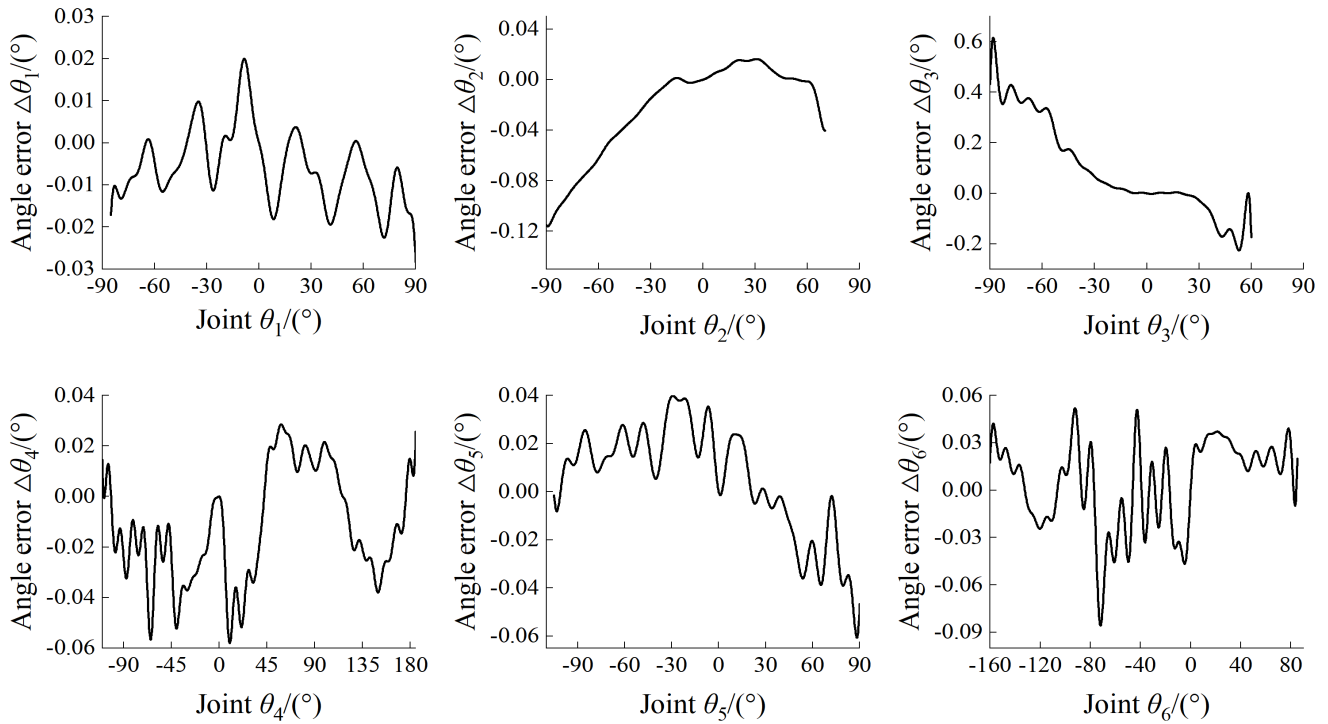 Angle error Δθ1/(°)
0.03
0.02
0.01
0.00
-0.01
-0.02
-0.03
-90 -60 -30 0 30 60 90
Joint θ1/(°)
Angle error Δθ2/(°)
0.04
0.00
-0.04
-0.08
-0.12
-90 -60 -30 0 30 60 90
Joint θ2/(°)
Angle error Δθ3/(°)
0.6
0.4
0.2
0.0
-0.2
-90 -60 -30 0 30 60 90
Joint θ3/(°)
Angle error Δθ4/(°)
0.04
0.02
0.00
-0.02
-0.04
-0.06
-90 -45 0 45 90 135 180
Joint θ4/(°)
Angle error Δθ5/(°)
0.04
0.02
0.00
-0.02
-0.04
-0.06
-90 -60 -30 0 30 60 90
Joint θ5/(°)
Angle error Δθ6/(°)
0.06
0.03
0.00
-0.03
-0.06
-0.09
-160 -120 -80 -40 0 40 80
Joint θ6/(°)